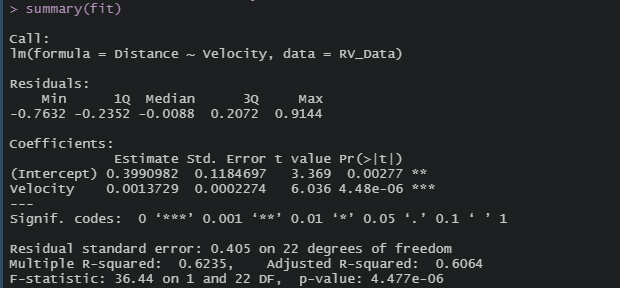 > summary(fit)
Call:
lm(formula = Distance ~ Velocity, data = RV_Data)
Residuals:
    Min      1Q  Median      3Q     Max
-0.7632 -0.2352 -0.0088  0.2072  0.9144
Coefficients:
             Estimate Std. Error t value Pr(>|t|)
(Intercept) 0.3990982  0.1184697   3.369  0.00277 **
Velocity    0.0013729  0.0002274   6.036 4.48e-06 ***
---
Signif. codes:  0 ‘***’ 0.001 ‘**’ 0.01 ‘*’ 0.05 ‘.’ 0.1 ‘ ’ 1
Residual standard error: 0.405 on 22 degrees of freedom
Multiple R-squared:  0.6235,    Adjusted R-squared:  0.6064
F-statistic: 36.44 on 1 and 22 DF,  p-value: 4.477e-06